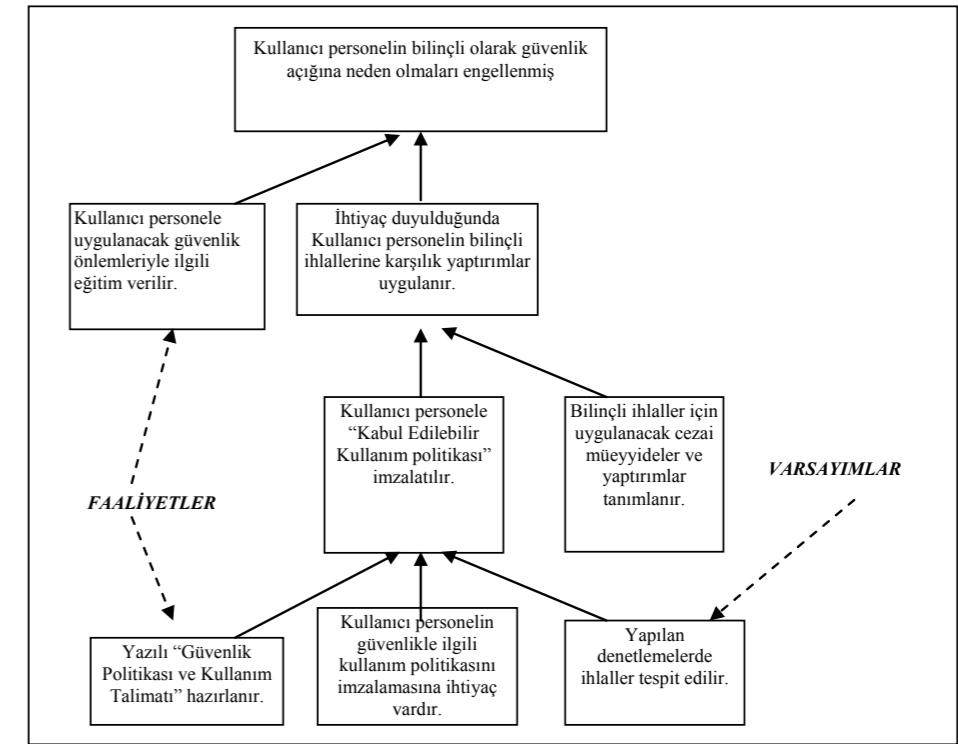 Kullanıcı personelin bilinçli olarak güvenlik
açığına neden olmaları engellenmiş
Kullanıcı personele
uygulanacak güvenlik
önlemleriyle ilgili
eğitim verilir.
İhtiyaç duyulduğunda
Kullanıcı personelin bilinçli
ihlallerine karşılık yaptırımlar
uygulanır.
Kullanıcı personele
“Kabul Edilebilir
Kullanım politikası”
imzalatılır.
Bilinçli ihlaller için
uygulanacak cezai
müeyyideler ve
yaptırımlar
tanımlanır.
VARSAYIMLAR
FAALİYETLER
Yazılı “Güvenlik
Politikası ve Kullanım
Talimatı” hazırlanır.
Kullanıcı personelin
güvenlikle ilgili
kullanım politikasını
imzalamasına ihtiyaç
vardır.
Yapılan
denetlemelerde
ihlaller tespit edilir.